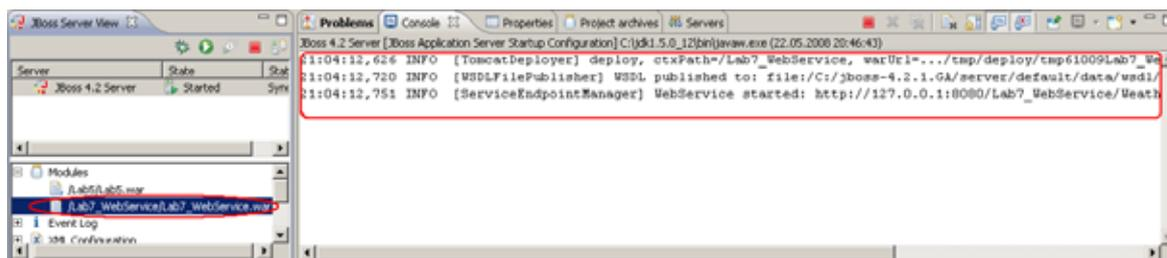 JBoss Server View
Server State Stat
JBoss 4.2 Server Started Sync
Modules
/Lab5/Lab5.war
/Lab7_WebService/Lab7_WebService.war
Event Log
XML Configuration
Problems Console Properties Project archives Servers
JBoss 4.2 Server [JBoss Application Server Startup Configuration] C:\jdk1.5.0_12\bin\javaw.exe (22.05.2008 20:46:43)
21:04:12,626 INFO [TomcatDeployer] deploy, ctxPath=/Lab7_WebService, warUrl=.../tmp/deploy/tmp61009Lab7_We
21:04:12,720 INFO [WSDLFilePublisher] WSDL published to: file:/C:/jboss-4.2.1.GA/server/default/data/wsdl/
21:04:12,751 INFO [ServiceEndpointManager] WebService started: http://127.0.0.1:8080/Lab7_WebService/Weath